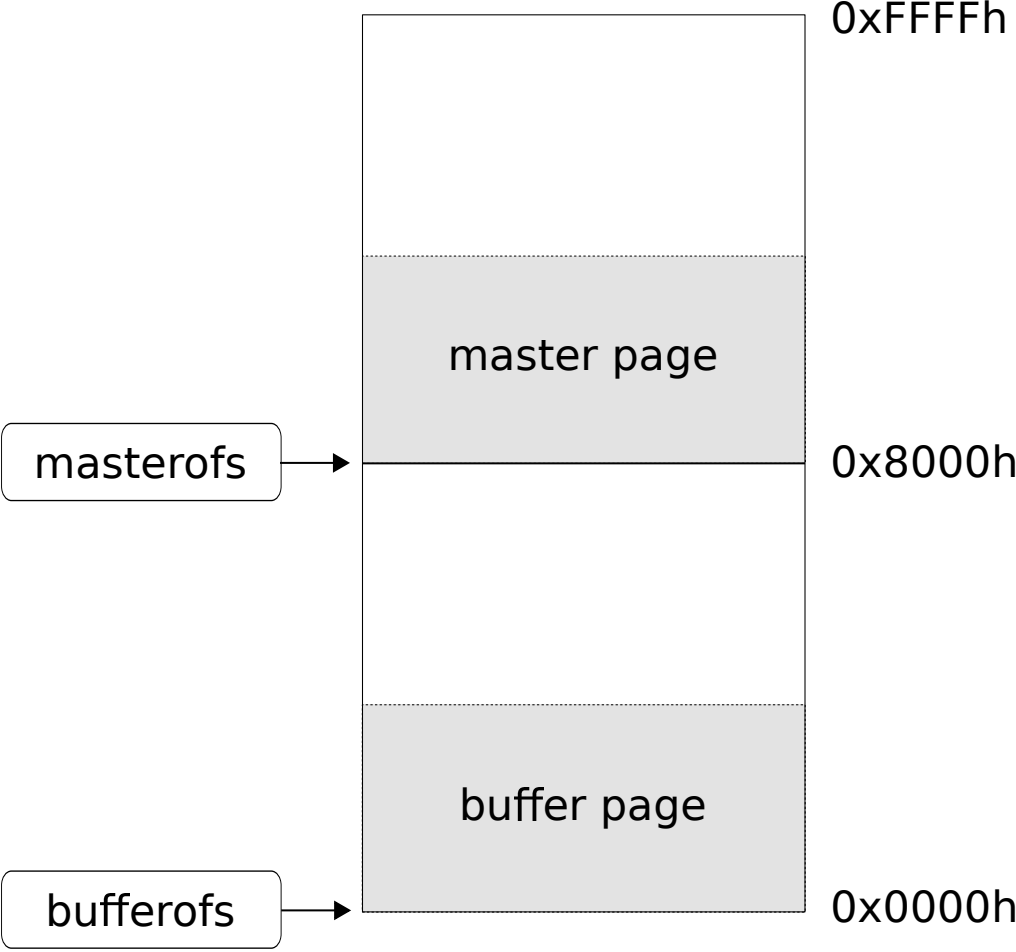 0xFFFFh
master page
masterofs
0x8000h
buffer page
bufferofs
0x0000h